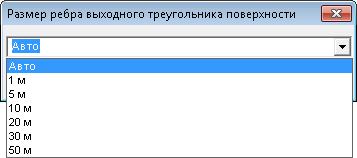 Размер ребра выходного треугольника поверхности
Авто
Авто
1 м
5 м
10 м
20 м
30 м
50 м